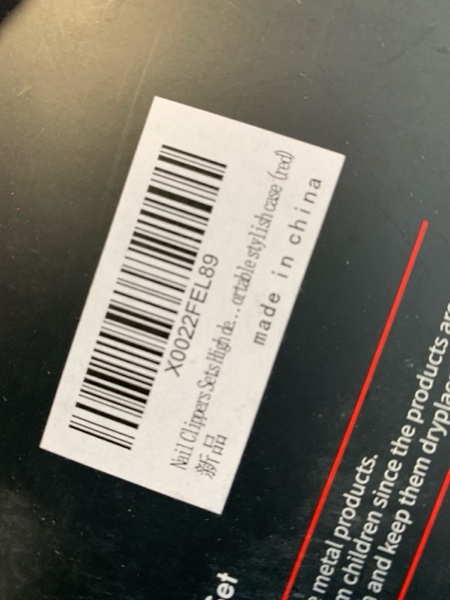 X0022FEL89
Nail Clippers Sets High de...ortable stylish case (red)
新品
made in china
metal products.
children since the products are
and keep them dryplace